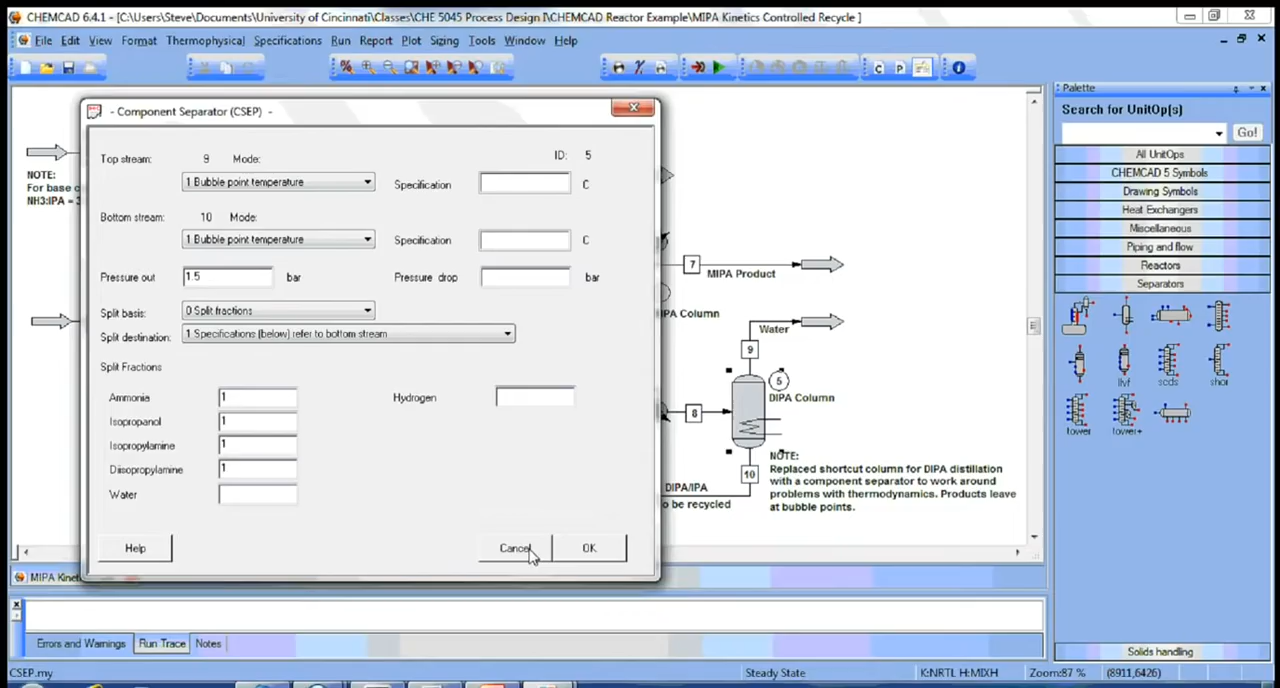 CHEMCAD 6.4.1 - [C:\Users\Steve\Documents\University of Cincinnati\Classes\CHE 5045 Process Design I\CHEMCAD Reactor Example\MIPA Kinetics Controlled Recycle ]
File Edit View Format Thermophysical Specifications Run Report Plot Sizing Tools Window Help
C P
Palette
Search for UnitOp(s)
Go!
All UnitOps
CHEMCAD 5 Symbols
Drawing Symbols
Heat Exchangers
Miscellaneous
Piping and flow
Reactors
Separators
llvf scds shor
tower tower+
Solids handling
- Component Separator (CSEP) -
Top stream: 9 Mode: ID: 5
1 Bubble point temperature Specification C
Bottom stream: 10 Mode:
1 Bubble point temperature Specification C
Pressure out 1.5 bar Pressure drop bar
Split basis: 0 Split fractions
Split destination: 1 Specifications (below) refer to bottom stream
Split Fractions
Ammonia 1 Hydrogen
Isopropanol 1
Isopropylamine 1
Diisopropylamine 1
Water
Help Cancel OK
NOTE:
For base c
NH3:IPA = 3
7 MIPA Product
PA Column
Water
9
5
DIPA Column
8
10
DIPA/IPA
o be recycled
NOTE:
Replaced shortcut column for DIPA distillation
with a component separator to work around
problems with thermodynamics. Products leave
at bubble points.
MIPA Kineti
Errors and Warnings Run Trace Notes
CSEP.my Steady State K:NRTL H:MIXH Zoom:87 % (8911,6426)